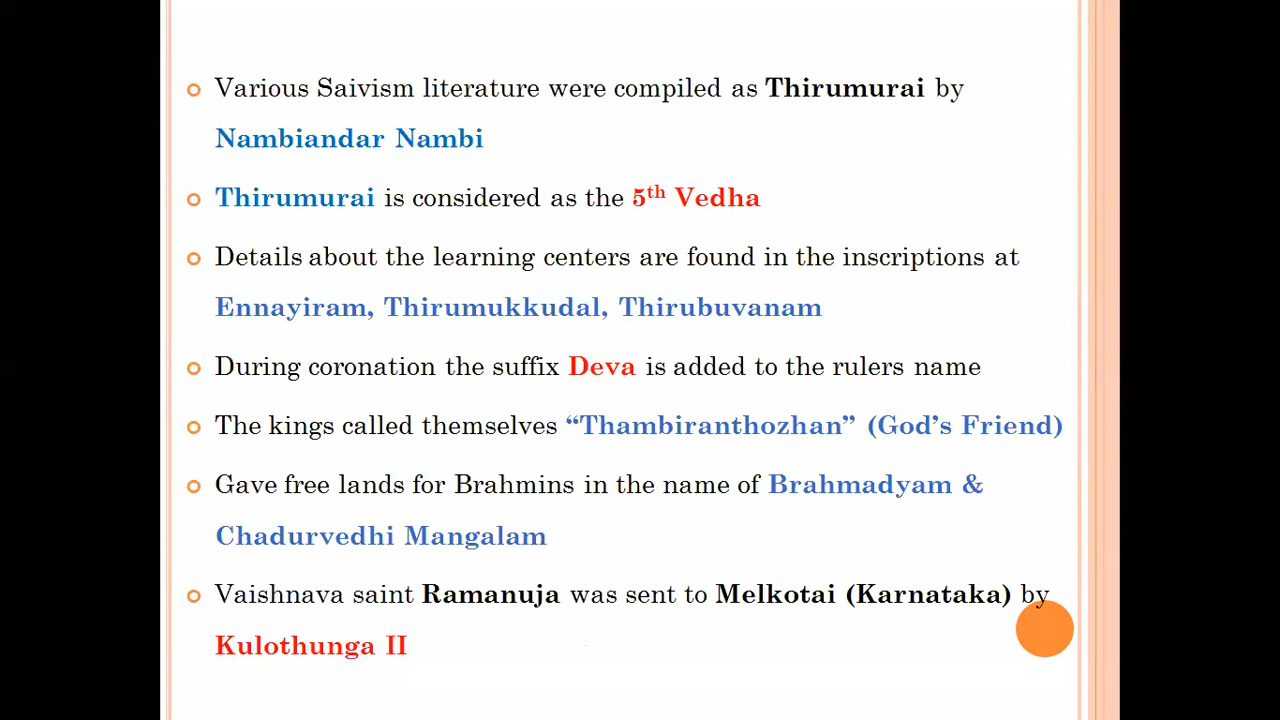 Various Saivism literature were compiled as Thirumurai by
Nambiandar Nambi
Thirumurai is considered as the 5th Vedha
Details about the learning centers are found in the inscriptions at
Ennayiram, Thirumukkudal, Thirubuvanam
During coronation the suffix Deva is added to the rulers name
The kings called themselves “Thambiranthozhan” (God’s Friend)
Gave free lands for Brahmins in the name of Brahmadyam &
Chadurvedhi Mangalam
Vaishnava saint Ramanuja was sent to Melkotai (Karnataka) by
Kulothunga II